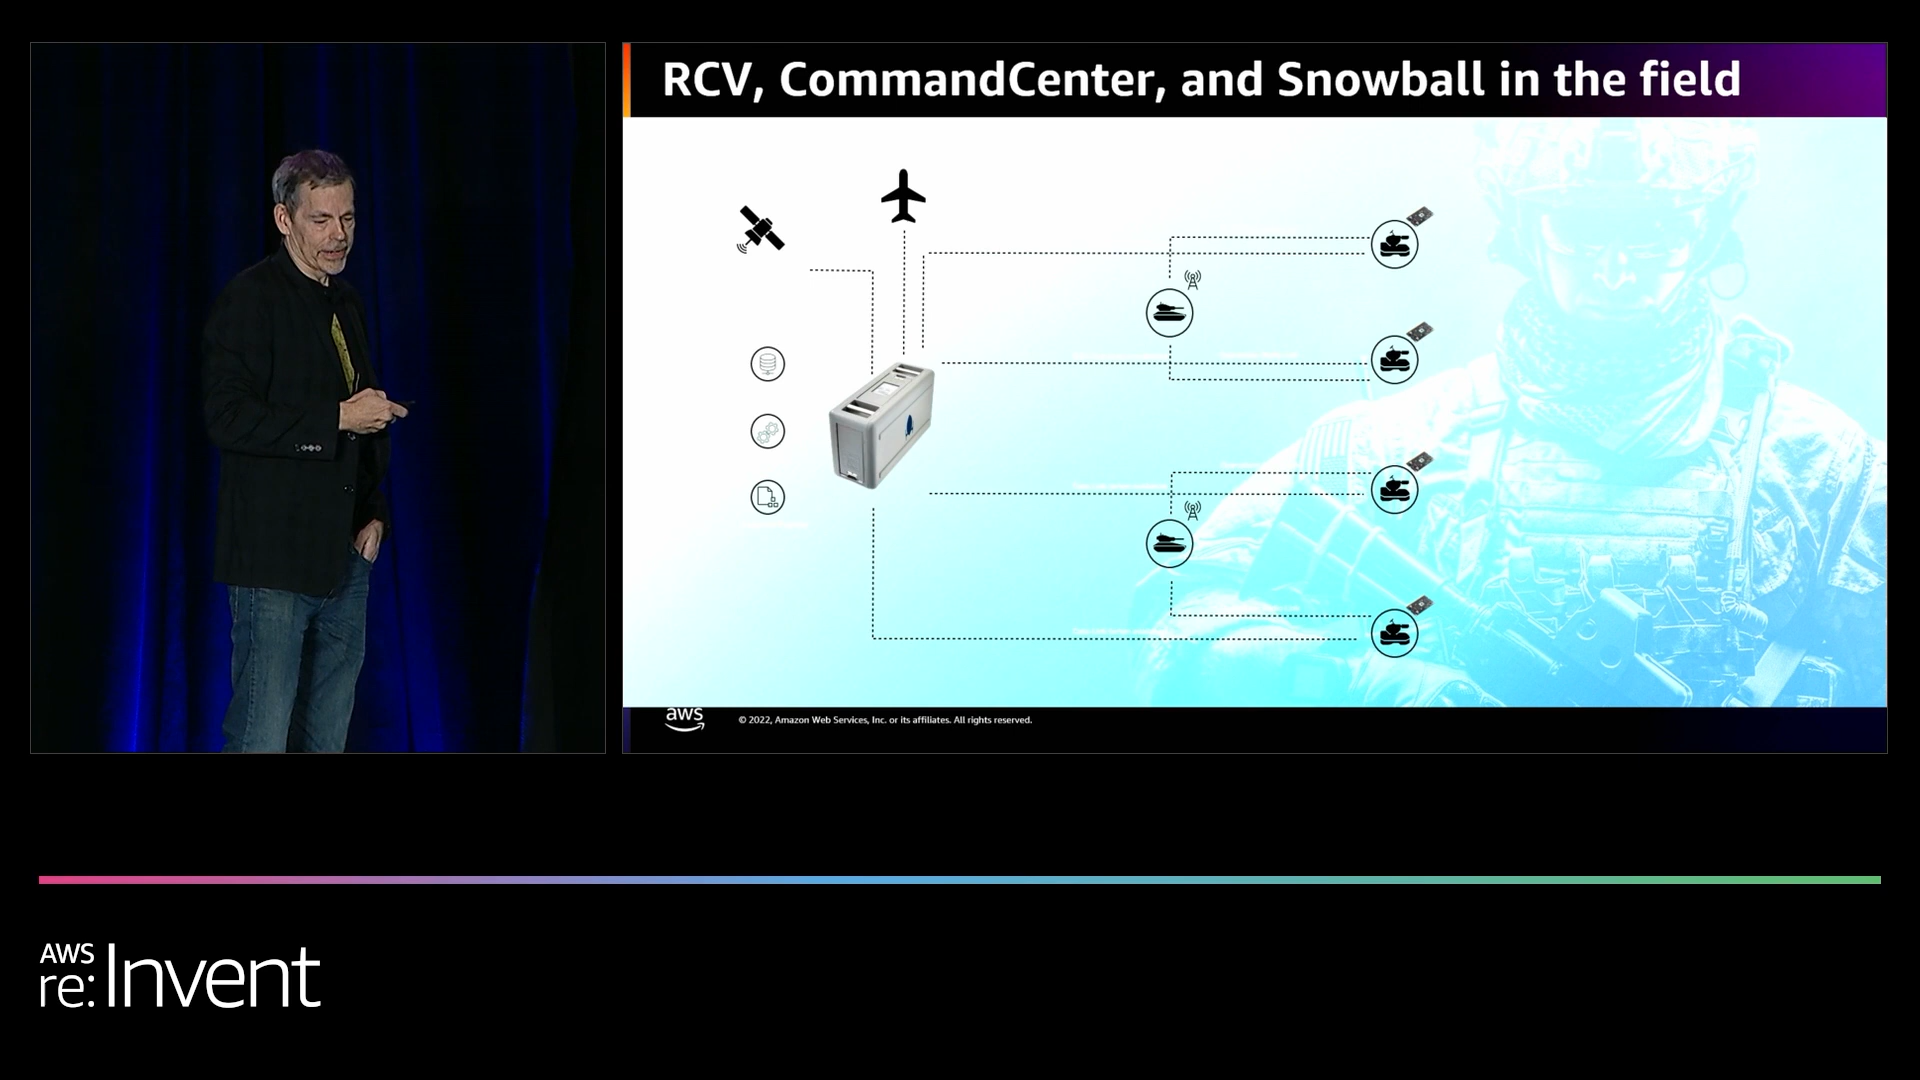 RCV, CommandCenter, and Snowball in the field
aws
© 2022, Amazon Web Services, Inc. or its affiliates. All rights reserved.
AWS
re:Invent